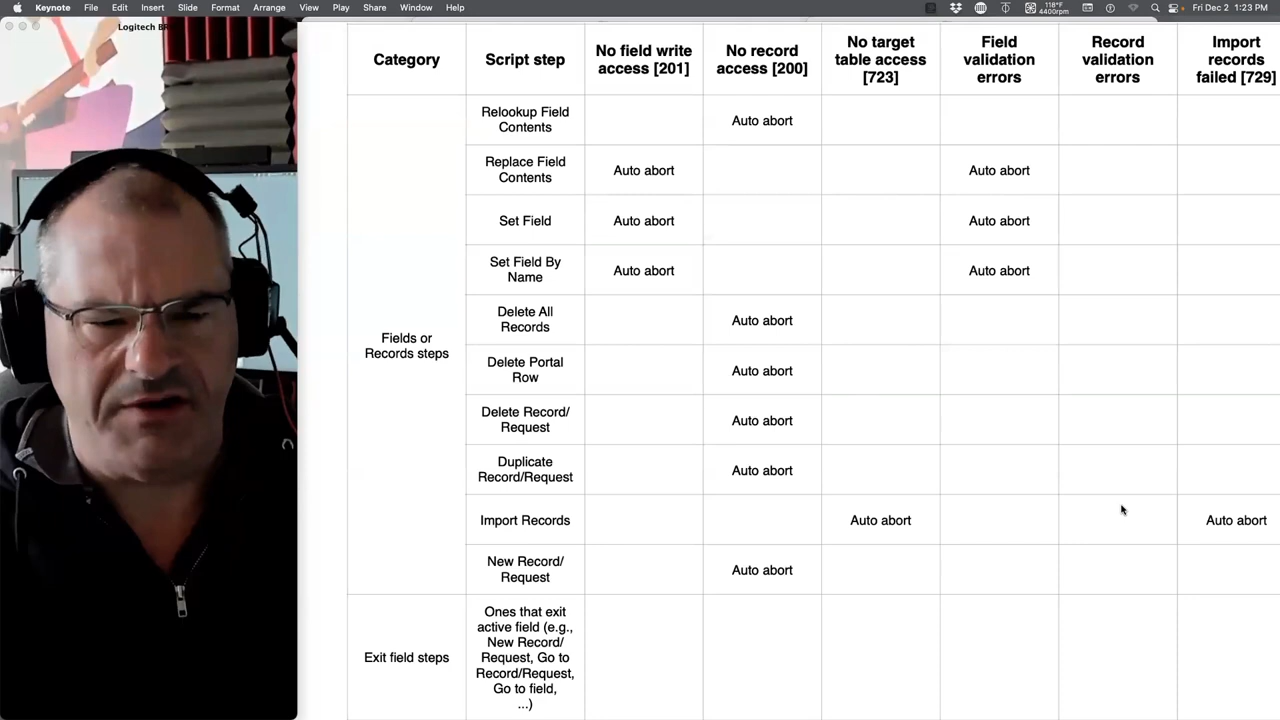 Keynote File Edit Insert Slide Format Arrange View Play Share Window Help 118°F 4400rpm Fri Dec 2 1:23 PM
Logitech BR
Category Script step No field write access [201] No record access [200] No target table access [723] Field validation errors Record validation errors Import records failed [729]
Relookup Field Contents Auto abort
Replace Field Contents Auto abort Auto abort
Set Field Auto abort Auto abort
Set Field By Name Auto abort Auto abort
Delete All Records Auto abort
Fields or Records steps
Delete Portal Row Auto abort
Delete Record/ Request Auto abort
Duplicate Record/Request Auto abort
Import Records Auto abort Auto abort
New Record/ Request Auto abort
Exit field steps
Ones that exit
active field (e.g.,
New Record/
Request, Go to
Record/Request,
Go to field,
...)